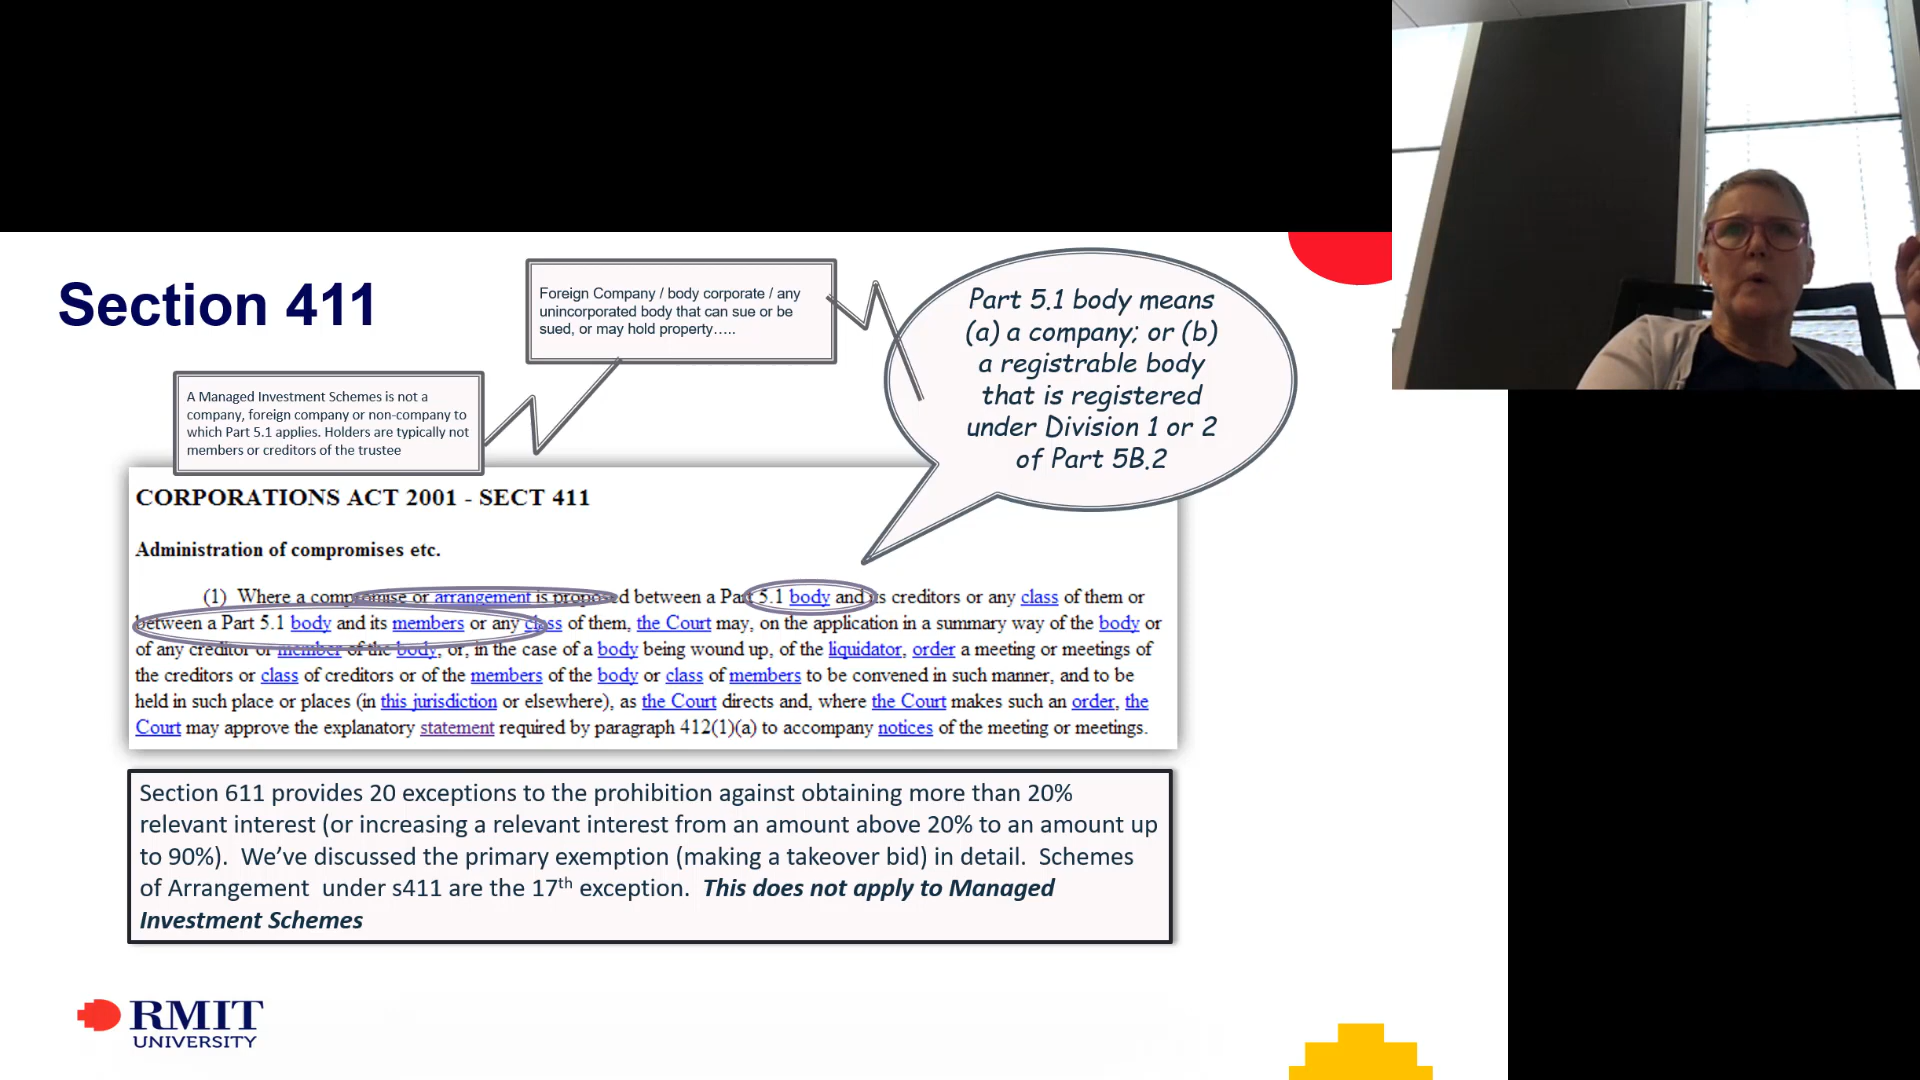 Section 411
Foreign Company / body corporate / any
unincorporated body that can sue or be
sued, or may hold property.....
Part 5.1 body means
(a) a company; or (b)
a registrable body
that is registered
under Division 1 or 2
of Part 5B.2
A Managed Investment Schemes is not a
company, foreign company or non-company to
which Part 5.1 applies. Holders are typically not
members or creditors of the trustee
CORPORATIONS ACT 2001 - SECT 411
Administration of compromises etc.
(1) Where a compromise or arrangement is proposed between a Part 5.1 body and its creditors or any class of them or
between a Part 5.1 body and its members or any class of them, the Court may, on the application in a summary way of the body or
of any creditor or member of the body, or, in the case of a body being wound up, of the liquidator, order a meeting or meetings of
the creditors or class of creditors or of the members of the body or class of members to be convened in such manner, and to be
held in such place or places (in this jurisdiction or elsewhere), as the Court directs and, where the Court makes such an order, the
Court may approve the explanatory statement required by paragraph 412(1)(a) to accompany notices of the meeting or meetings.
Section 611 provides 20 exceptions to the prohibition against obtaining more than 20%
relevant interest (or increasing a relevant interest from an amount above 20% to an amount up
to 90%). We’ve discussed the primary exemption (making a takeover bid) in detail. Schemes
of Arrangement under s411 are the 17th exception. This does not apply to Managed
Investment Schemes
RMIT
UNIVERSITY